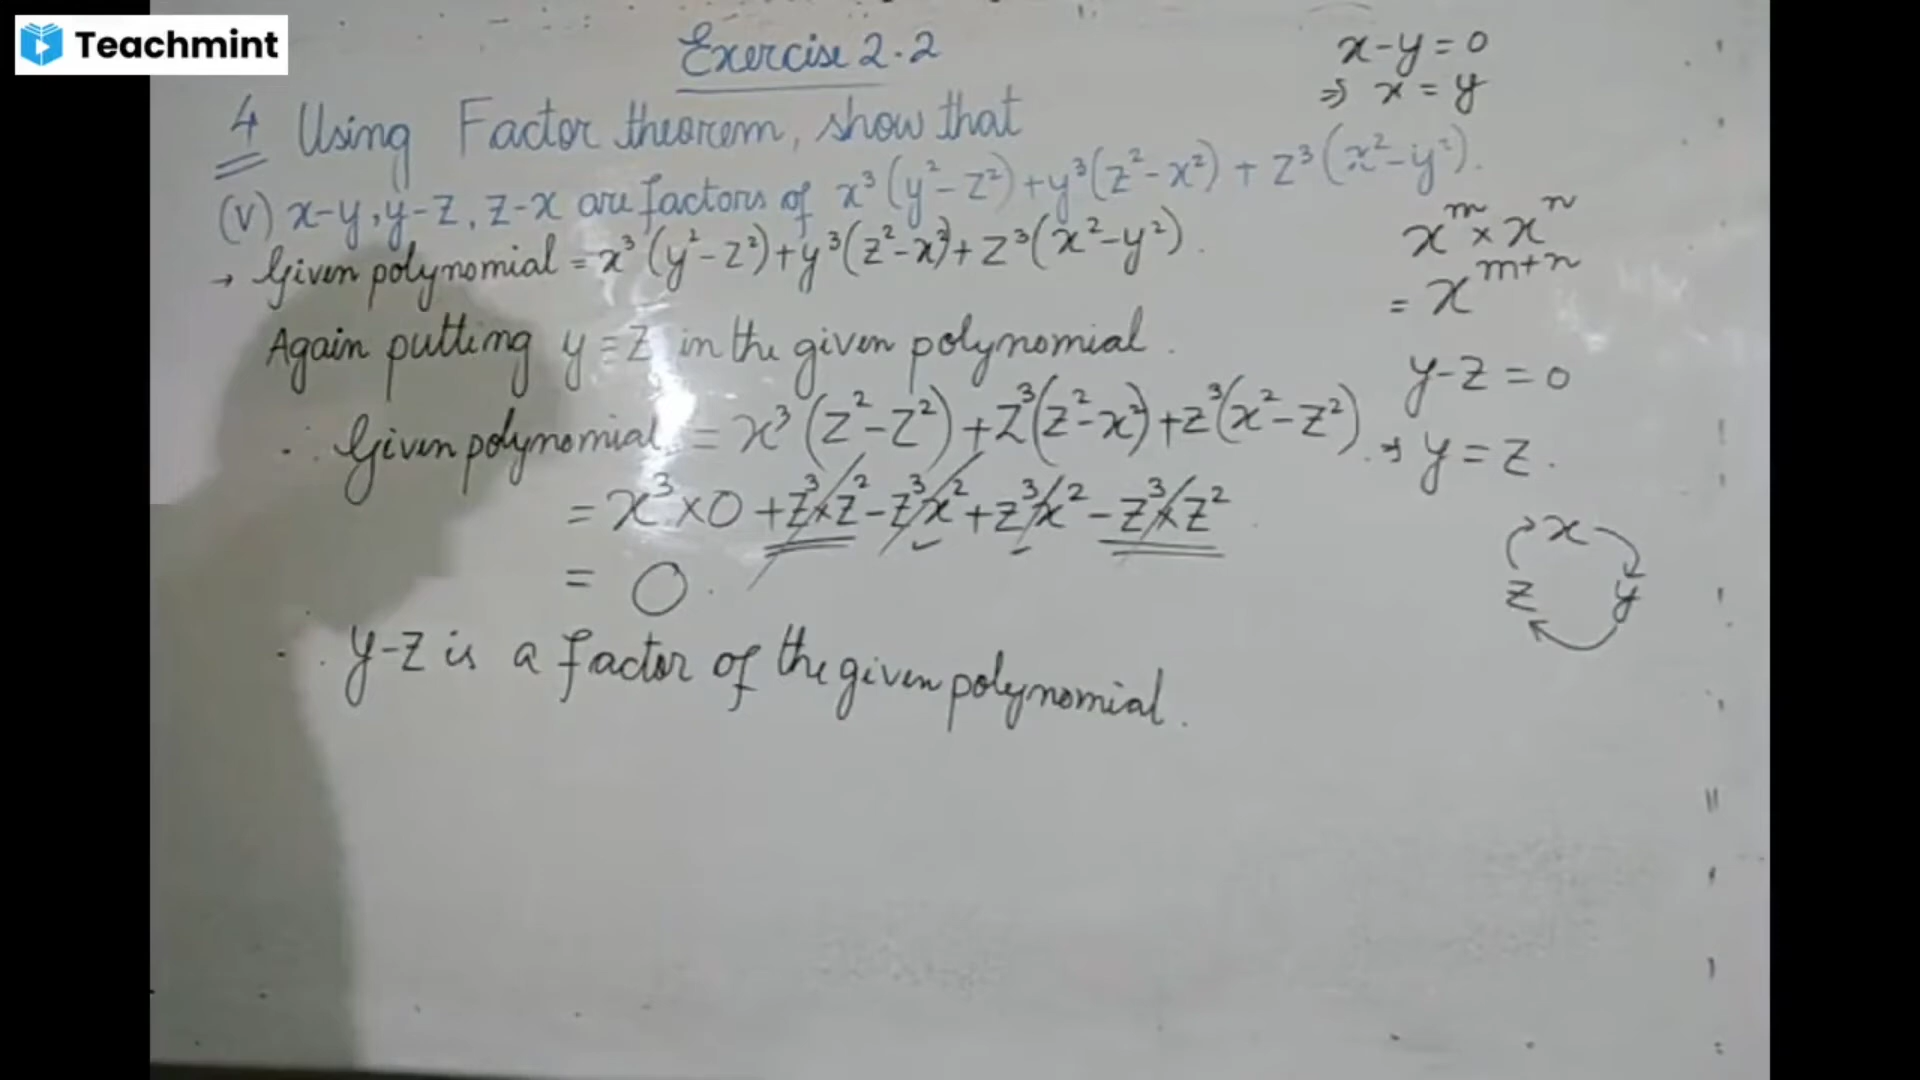 Teachmint
Exercise 2.2
x-y=0
⇒ x = y
4 Using Factor theorem, show that
(V) x-y, y-z, z-x are factors of x³(y²-z²)+y³(z²-x²)+z³(x²-y²).
→ Given polynomial = x³(y²-z²)+y³(z²-x²)+z³(x²-y²).
xᵐ × xⁿ
= xᵐ⁺ⁿ
Again putting y=z in the given polynomial.
y-z=0
∴ Given polynomial = x³(z²-z²)+z³(z²-x²)+z³(x²-z²).
⇒ y=z.
= x³×0+z³×z²-z³x²+z³x²-z³×z²
= 0.
x
z y
∴ y-z is a factor of the given polynomial.